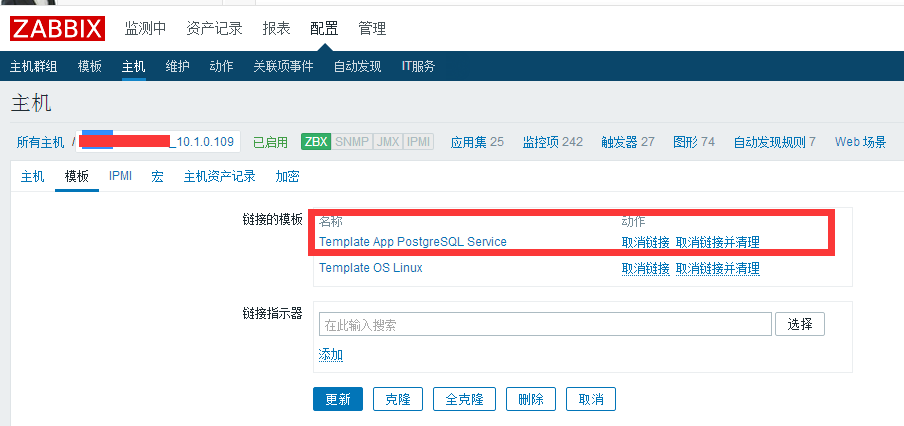 ZABBIX 监测中 资产记录 报表 配置 管理
主机群组 模板 主机 维护 动作 关联项事件 自动发现 IT服务
主机
所有主机 / _10.1.0.109 已启用 ZBX SNMP JMX IPMI 应用集 25 监控项 242 触发器 27 图形 74 自动发现规则 7 Web 场景
主机 模板 IPMI 宏 主机资产记录 加密
链接的模板 名称 动作
Template App PostgreSQL Service 取消链接 取消链接并清理
Template OS Linux 取消链接 取消链接并清理
链接指示器
在此输入搜索 选择
添加
更新 克隆 全克隆 删除 取消